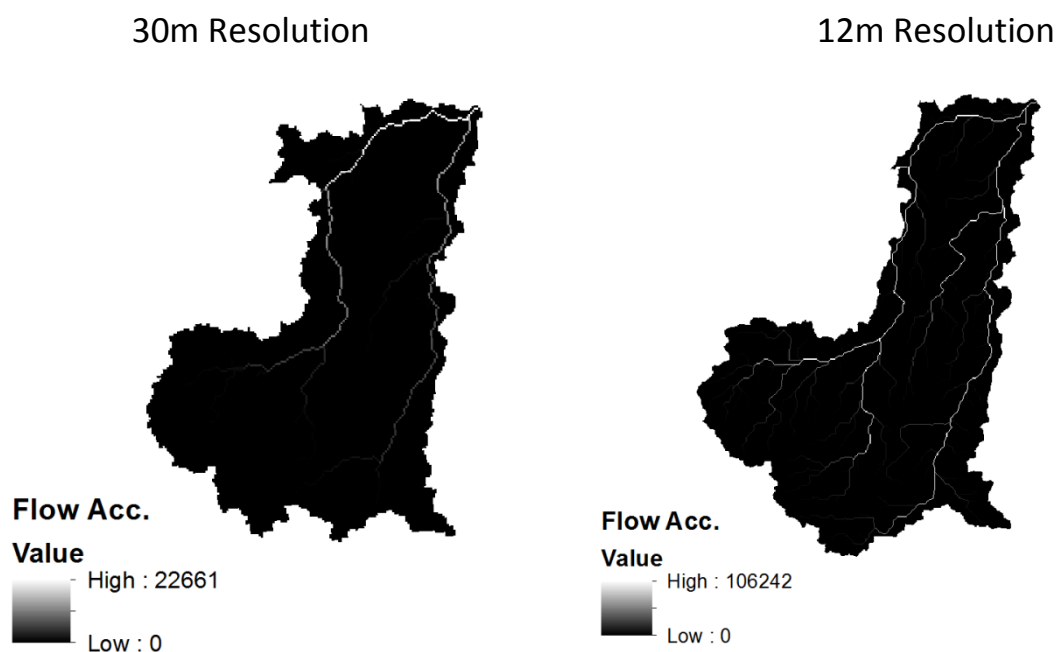 30m Resolution
12m Resolution
Flow Acc.
Value
High : 22661
Low : 0
Flow Acc.
Value
High : 106242
Low : 0